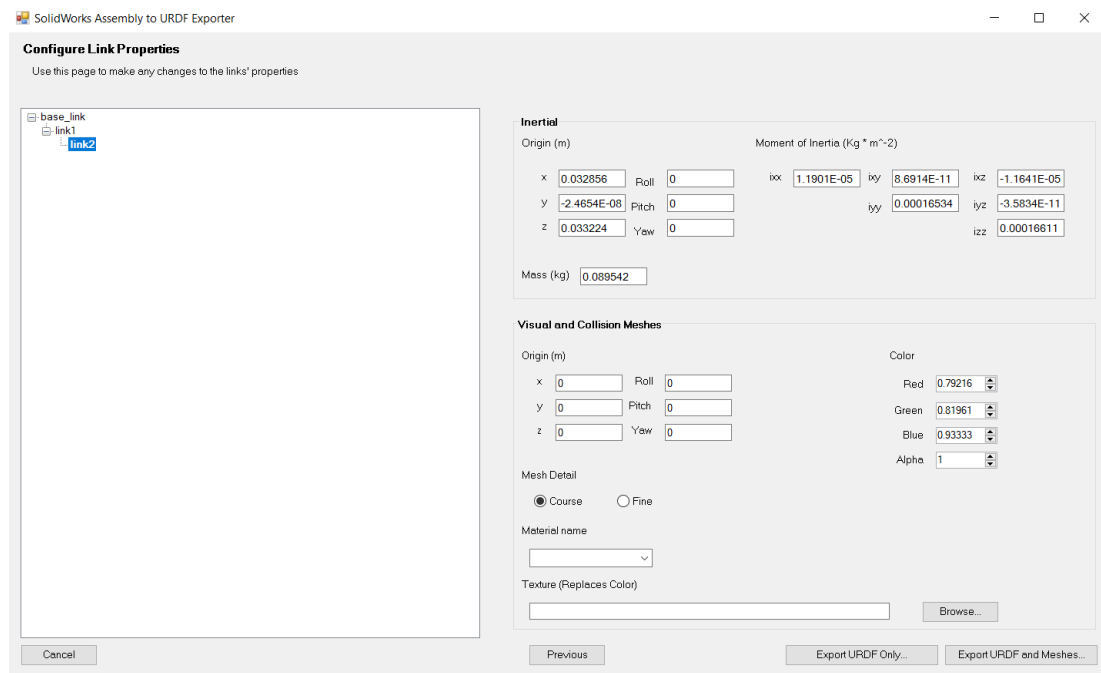 SolidWorks Assembly to URDF Exporter
Configure Link Properties
Use this page to make any changes to the links' properties
base_link
link1
link2
Inertial
Origin (m)
Moment of Inertia (Kg * m^-2)
x 0.032856 Roll 0
ixx 1.1901E-05 ixy 8.6914E-11 ixz -1.1641E-05
y -2.4654E-08 Pitch 0
iyy 0.00016534 iyz -3.5834E-11
z 0.033224 Yaw 0
izz 0.00016611
Mass (kg) 0.089542
Visual and Collision Meshes
Origin (m)
Color
x 0 Roll 0
Red 0.79216
y 0 Pitch 0
Green 0.81961
z 0 Yaw 0
Blue 0.93333
Alpha 1
Mesh Detail
Course Fine
Material name
Texture (Replaces Color)
Browse...
Cancel
Previous
Export URDF Only...
Export URDF and Meshes...